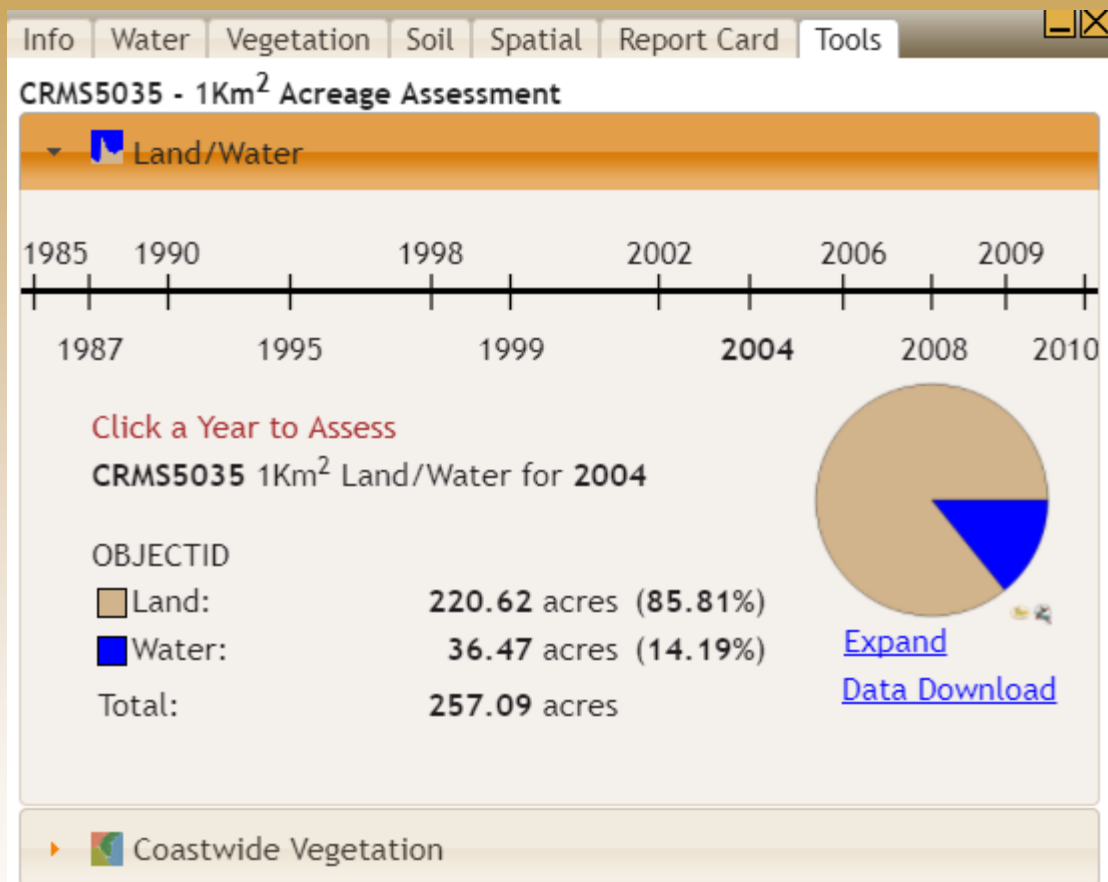 Info Water Vegetation Soil Spatial Report Card Tools
CRMS5035 - 1Km² Acreage Assessment
Land/Water
1985 1990 1998 2002 2006 2009
1987 1995 1999 2004 2008 2010
Click a Year to Assess
CRMS5035 1Km² Land/Water for 2004
OBJECTID
Land: 220.62 acres (85.81%)
Water: 36.47 acres (14.19%)
Total: 257.09 acres
Expand
Data Download
Coastwide Vegetation